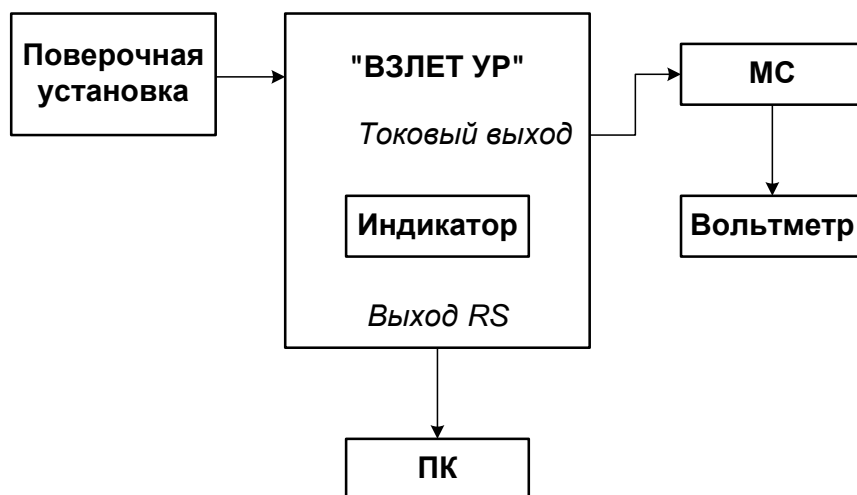 Поверочная
установка
"ВЗЛЕТ УР"
Токовый выход
МС
Индикатор
Вольтметр
Выход RS
ПК